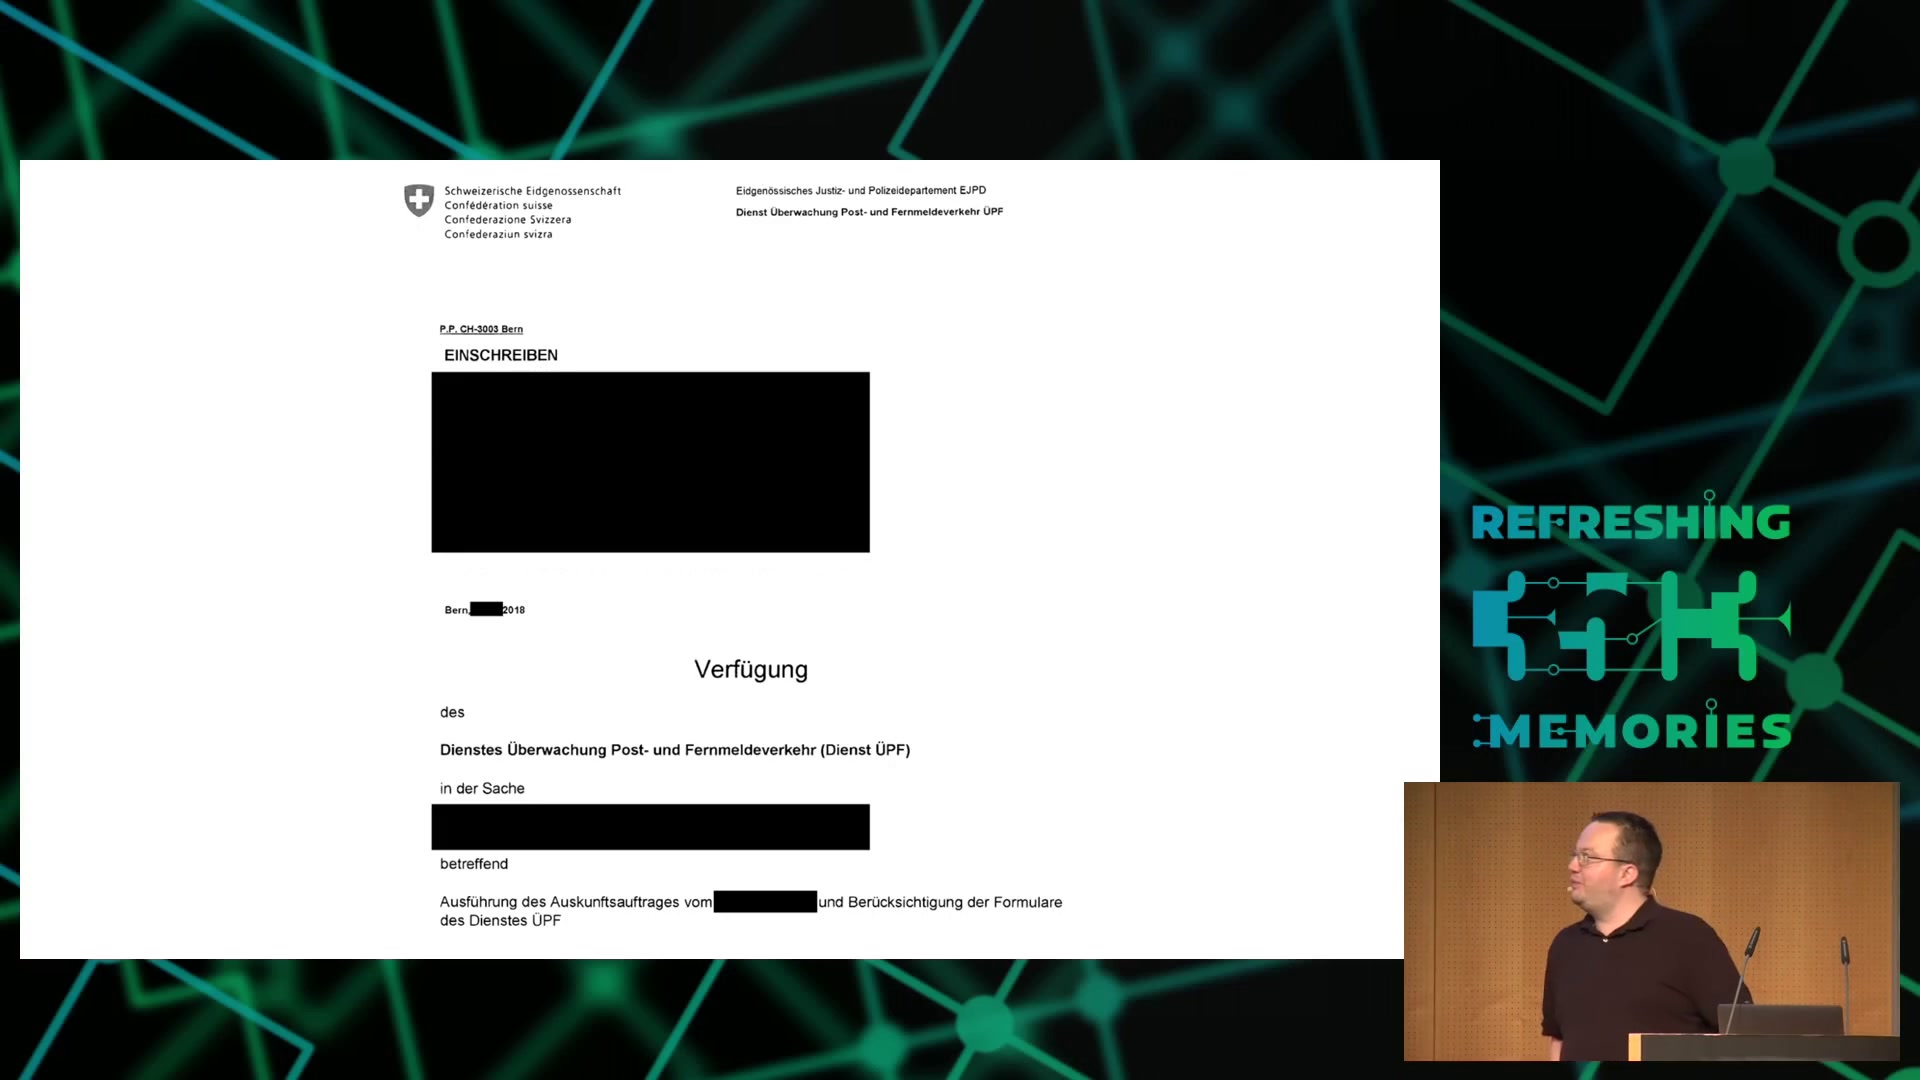 Schweizerische Eidgenossenschaft
Confédération suisse
Confederazione Svizzera
Confederaziun svizra
Eidgenössisches Justiz- und Polizeidepartement EJPD
Dienst Überwachung Post- und Fernmeldeverkehr ÜPF
P.P. CH-3003 Bern
EINSCHREIBEN
Bern, 2018
Verfügung
des
Dienstes Überwachung Post- und Fernmeldeverkehr (Dienst ÜPF)
in der Sache
betreffend
Ausführung des Auskunftsauftrages vom und Berücksichtigung der Formulare
des Dienstes ÜPF
REFRESHING
MEMORIES